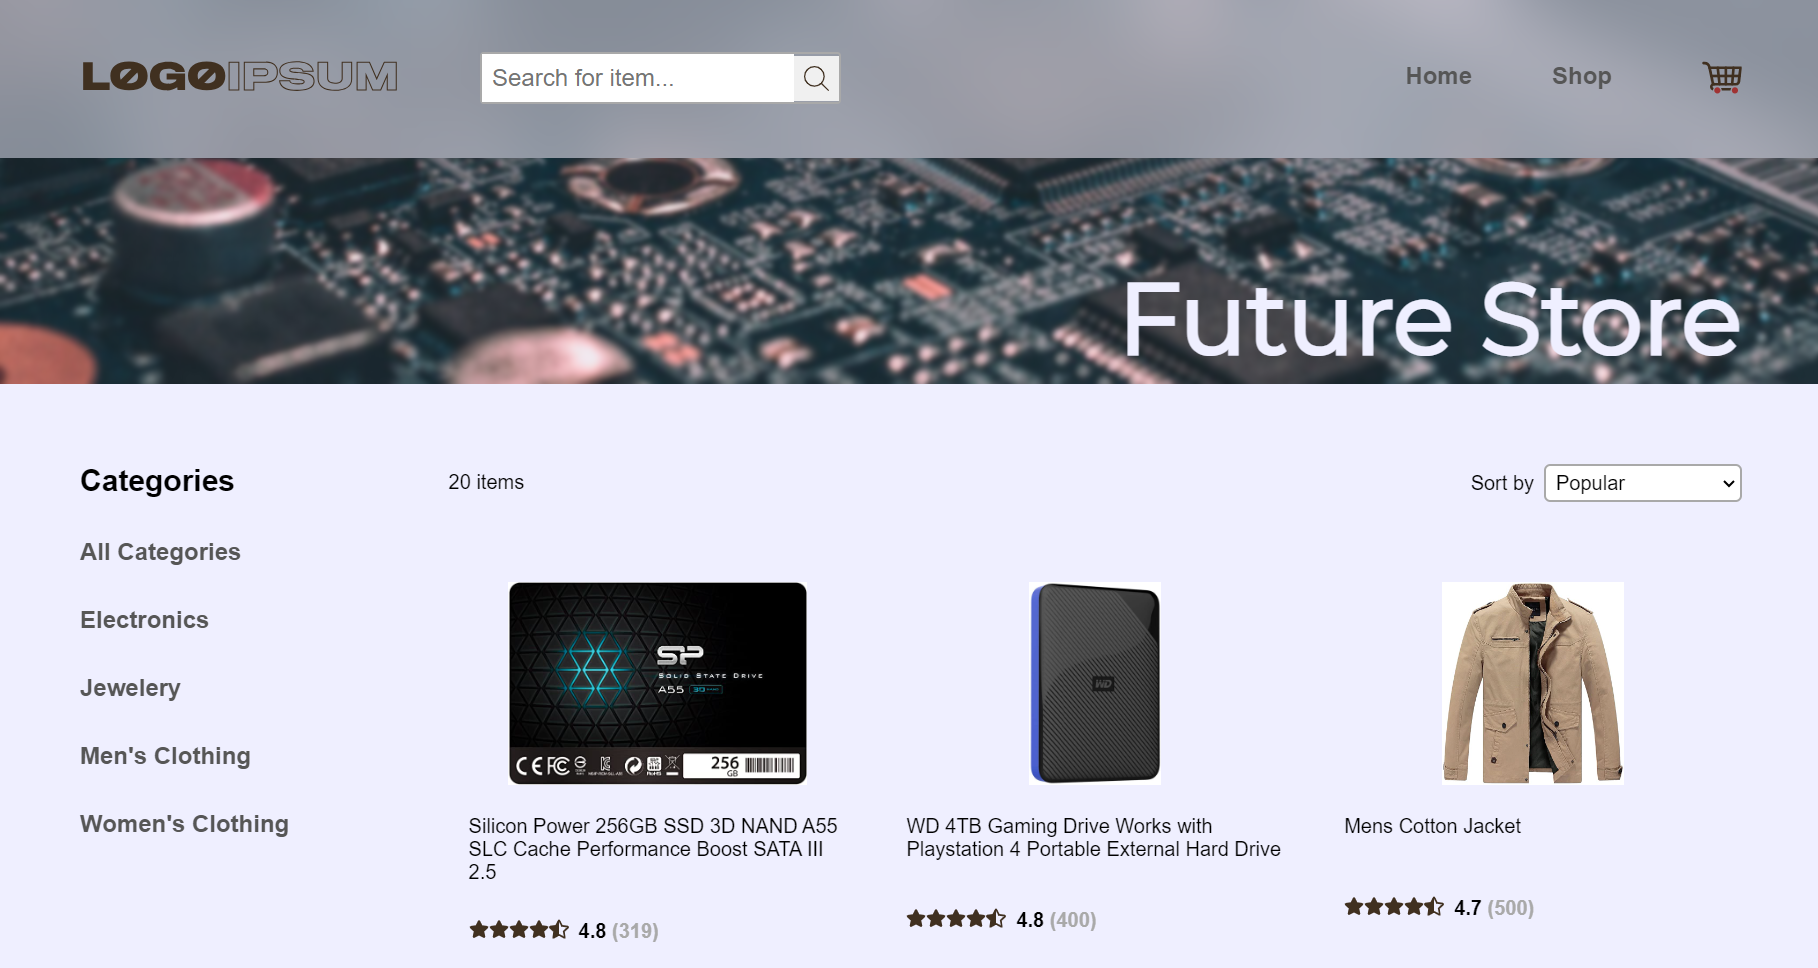 LOGOIPSUM
Search for item...
Home
Shop
Future Store
Categories
20 items
Sort by
Popular
All Categories
Electronics
Jewelery
Men's Clothing
Women's Clothing
SP
SOLID STATE DRIVE
A55
256
GB
WD
Silicon Power 256GB SSD 3D NAND A55
SLC Cache Performance Boost SATA III
2.5
4.8 (319)
WD 4TB Gaming Drive Works with
Playstation 4 Portable External Hard Drive
4.8 (400)
Mens Cotton Jacket
4.7 (500)